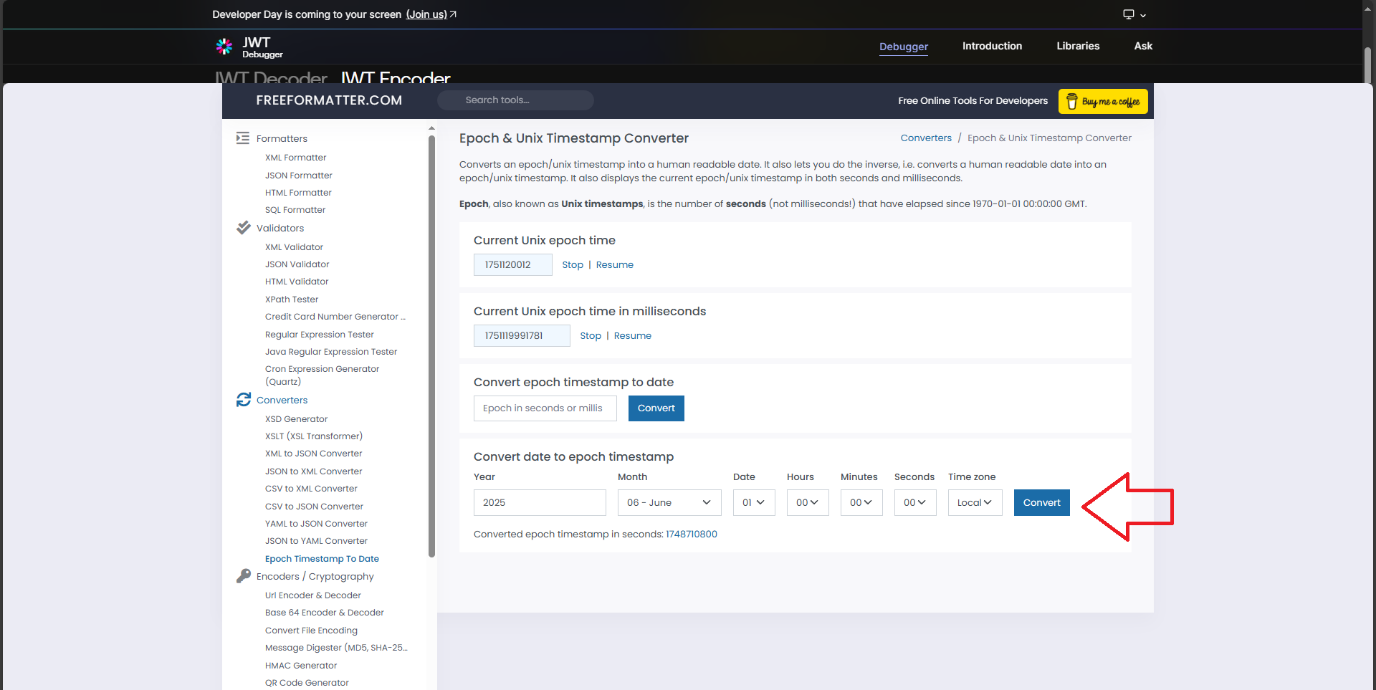 Developer Day is coming to your screen (Join us)
JWT
Debugger
Debugger Introduction Libraries Ask
JWT Decoder JWT Encoder
FREEFORMATTER.COM
Search tools...
Free Online Tools For Developers
Buy me a coffee
Formatters
XML Formatter
JSON Formatter
HTML Formatter
SQL Formatter
Validators
XML Validator
JSON Validator
HTML Validator
XPath Tester
Credit Card Number Generator ...
Regular Expression Tester
Java Regular Expression Tester
Cron Expression Generator
(Quartz)
Converters
XSD Generator
XSLT (XSL Transformer)
XML to JSON Converter
JSON to XML Converter
CSV to XML Converter
CSV to JSON Converter
YAML to JSON Converter
JSON to YAML Converter
Epoch Timestamp To Date
Encoders / Cryptography
Url Encoder & Decoder
Base 64 Encoder & Decoder
Convert File Encoding
Message Digester (MD5, SHA-25...
HMAC Generator
QR Code Generator
Epoch & Unix Timestamp Converter
Converters / Epoch & Unix Timestamp Converter
Converts an epoch/unix timestamp into a human readable date. It also lets you do the inverse, i.e. converts a human readable date into an
epoch/unix timestamp. It also displays the current epoch/unix timestamp in both seconds and milliseconds.
Epoch, also known as Unix timestamps, is the number of seconds (not milliseconds!) that have elapsed since 1970-01-01 00:00:00 GMT.
Current Unix epoch time
1751120012 Stop | Resume
Current Unix epoch time in milliseconds
1751119991781 Stop | Resume
Convert epoch timestamp to date
Epoch in seconds or millis Convert
Convert date to epoch timestamp
Year Month Date Hours Minutes Seconds Time zone
2025 06 - June 01 00 00 00 Local Convert
Converted epoch timestamp in seconds: 1748710800